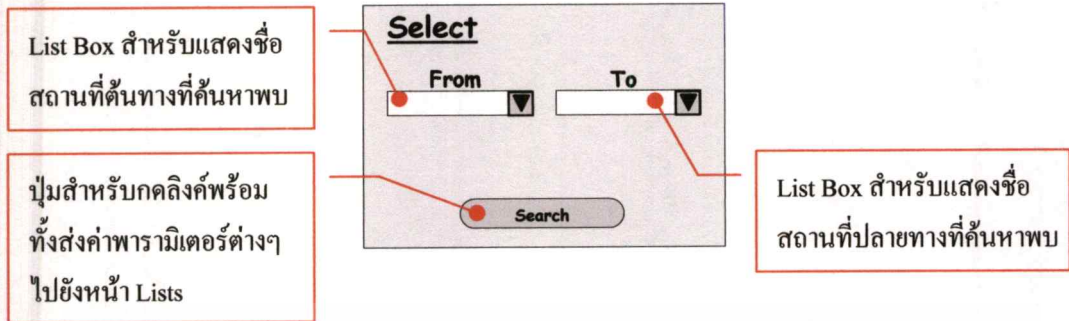 List Box สำหรับแสดงชื่อ
สถานที่ต้นทางที่ค้นหาพบ
ปุ่มสำหรับกดลิงค์พร้อม
ทั้งส่งค่าพารามิเตอร์ต่างๆ
ไปยังหน้า Lists
Select
From To
Search
List Box สำหรับแสดงชื่อ
สถานที่ปลายทางที่ค้นหาพบ